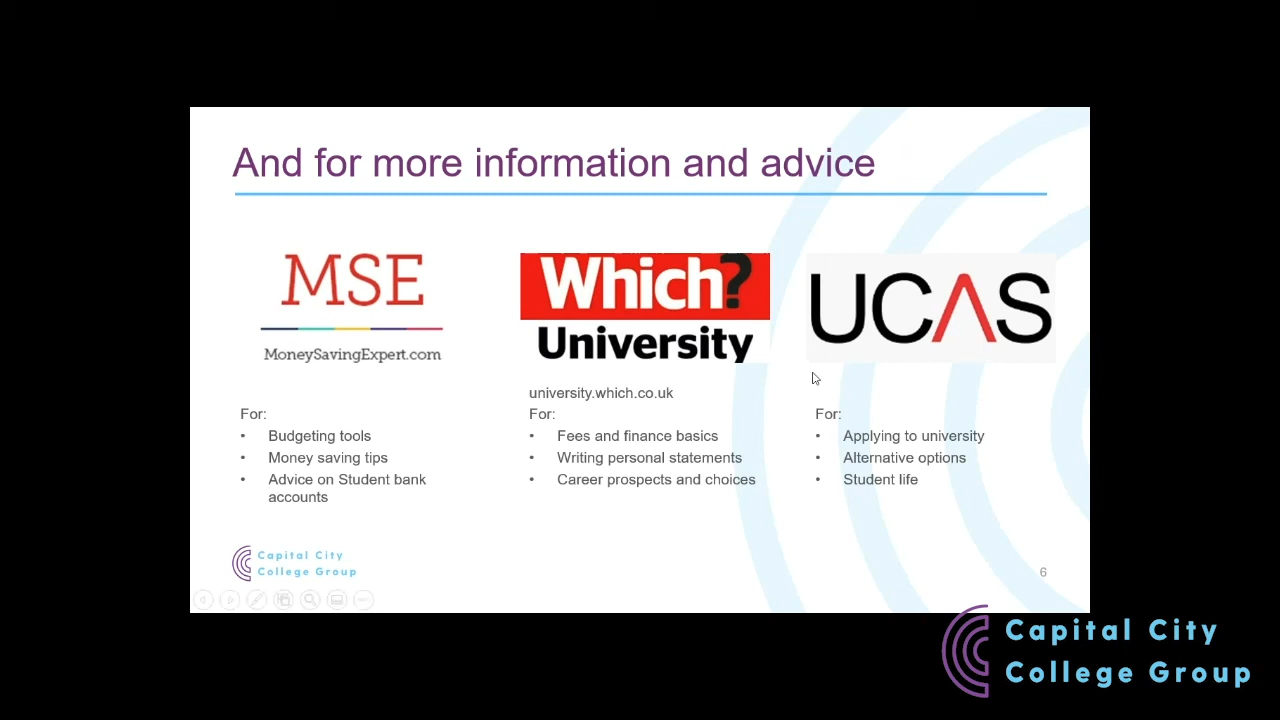 And for more information and advice
MSE
MoneySavingExpert.com
For:
• Budgeting tools
• Money saving tips
• Advice on Student bank
accounts
Which?
University
university.which.co.uk
For:
• Fees and finance basics
• Writing personal statements
• Career prospects and choices
UCAS
For:
• Applying to university
• Alternative options
• Student life
Capital City
College Group
6
Capital City
College Group